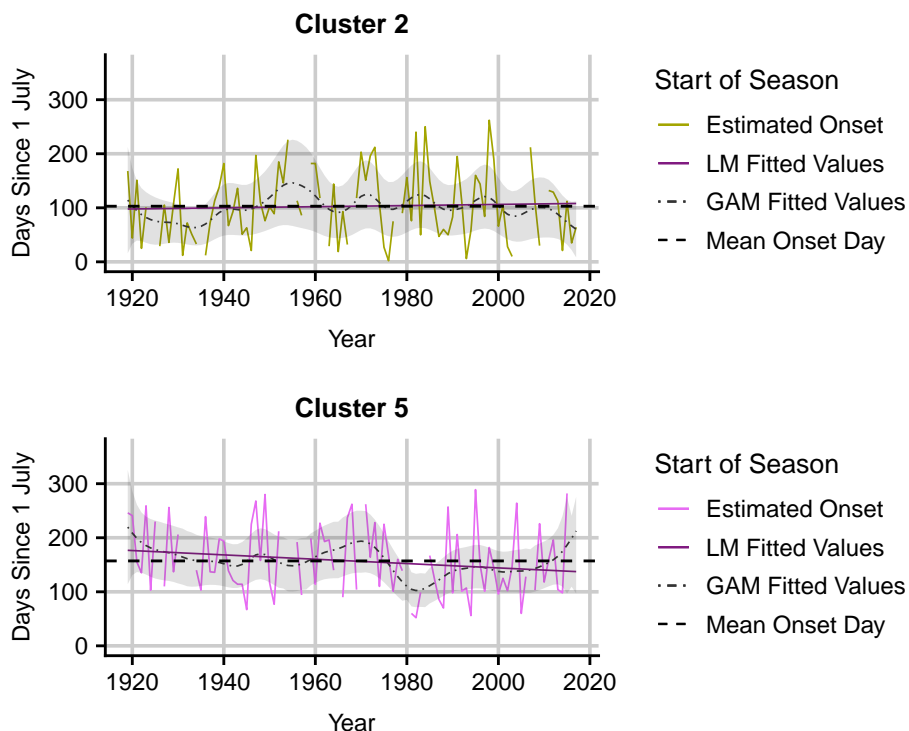 Cluster 2
Days Since 1 July
300
200
100
0
1920 1940 1960 1980 2000 2020
Year
Start of Season
Estimated Onset
LM Fitted Values
GAM Fitted Values
Mean Onset Day
Cluster 5
Days Since 1 July
300
200
100
0
1920 1940 1960 1980 2000 2020
Year
Start of Season
Estimated Onset
LM Fitted Values
GAM Fitted Values
Mean Onset Day